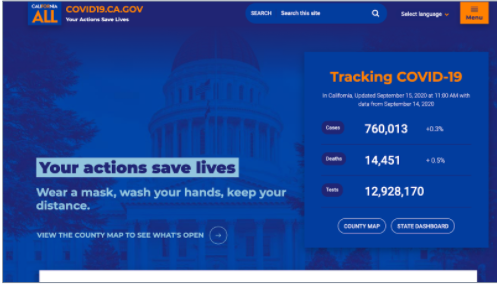 CALIFORNIA
ALL
COVID19.CA.GOV
Your Actions Save Lives
SEARCH Search this site
Select language
Menu
Tracking COVID-19
In California, Updated September 15, 2020 at 11:00 AM with
data from September 14, 2020
Cases 760,013 +0.3%
Deaths 14,451 + 0.5%
Tests 12,928,170
COUNTY MAP STATE DASHBOARD
Your actions save lives
Wear a mask, wash your hands, keep your
distance.
VIEW THE COUNTY MAP TO SEE WHAT'S OPEN